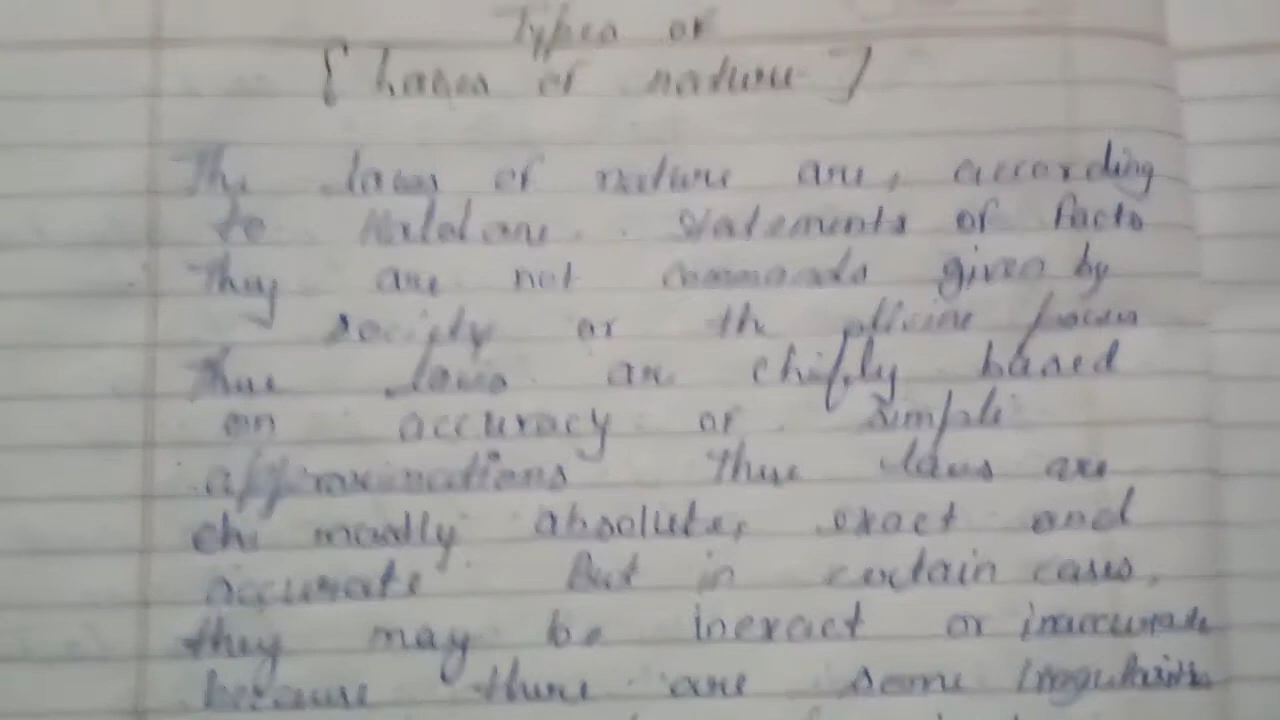 Types of
[ Laws of nature ]
The laws of nature are, according
to Haldane. Statements of facts
They are not commands given by
society or the
These laws are chiefly based
on accuracy or simple
approximations These laws are
chi mostly absolute, exact and
accurate But in certain cases,
they may be inexact or inaccurate
because there are some irregularities